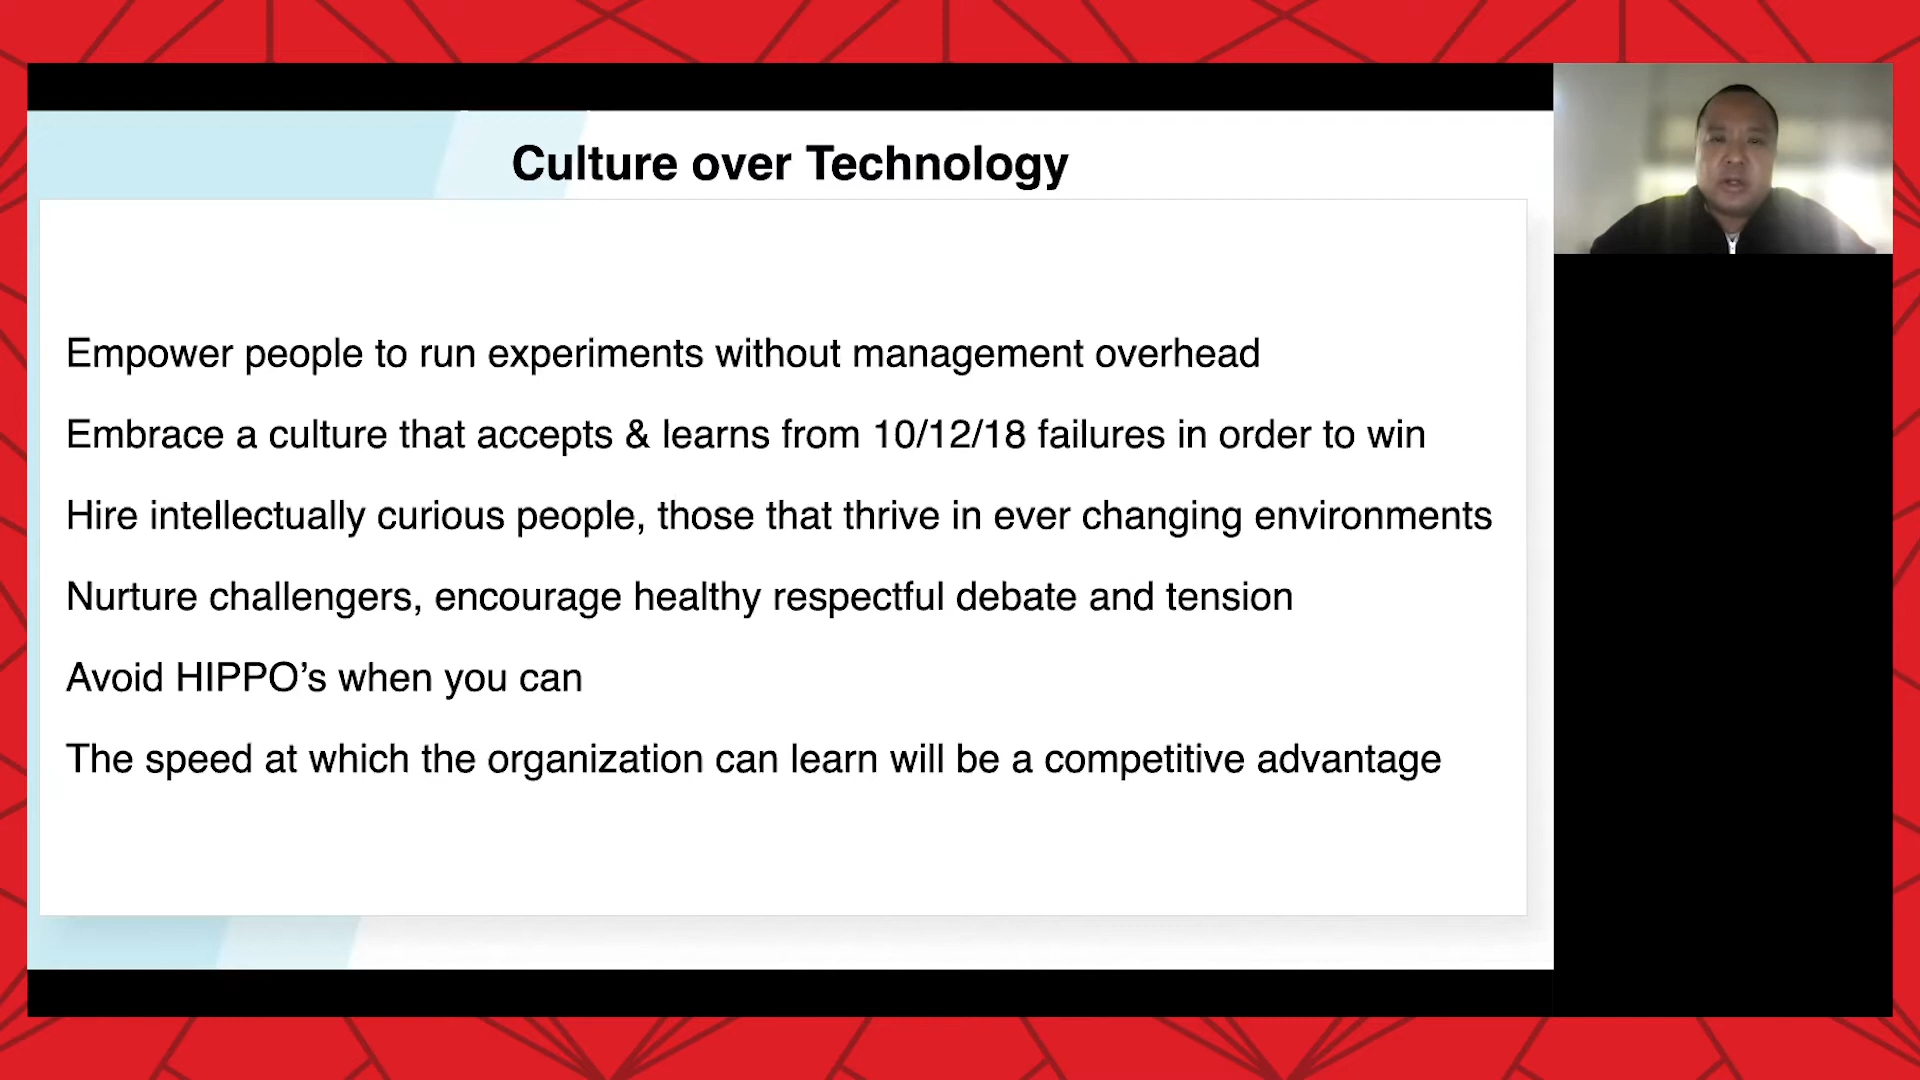 Culture over Technology
Empower people to run experiments without management overhead
Embrace a culture that accepts & learns from 10/12/18 failures in order to win
Hire intellectually curious people, those that thrive in ever changing environments
Nurture challengers, encourage healthy respectful debate and tension
Avoid HIPPO’s when you can
The speed at which the organization can learn will be a competitive advantage